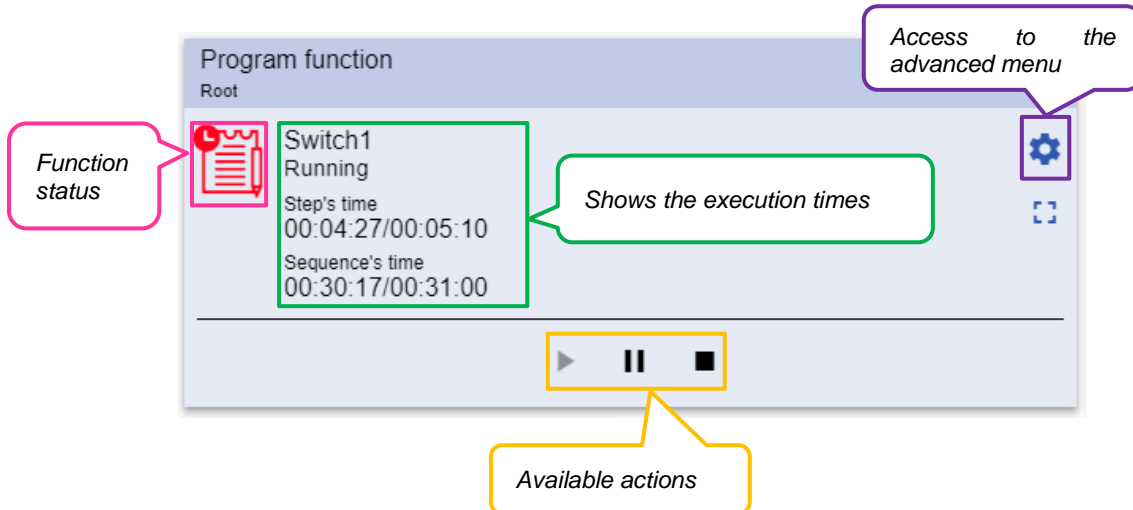 Access to the
advanced menu
Program function
Root
Function
status
Switch1
Running
Step's time
00:04:27/00:05:10
Sequence's time
00:30:17/00:31:00
Shows the execution times
Available actions